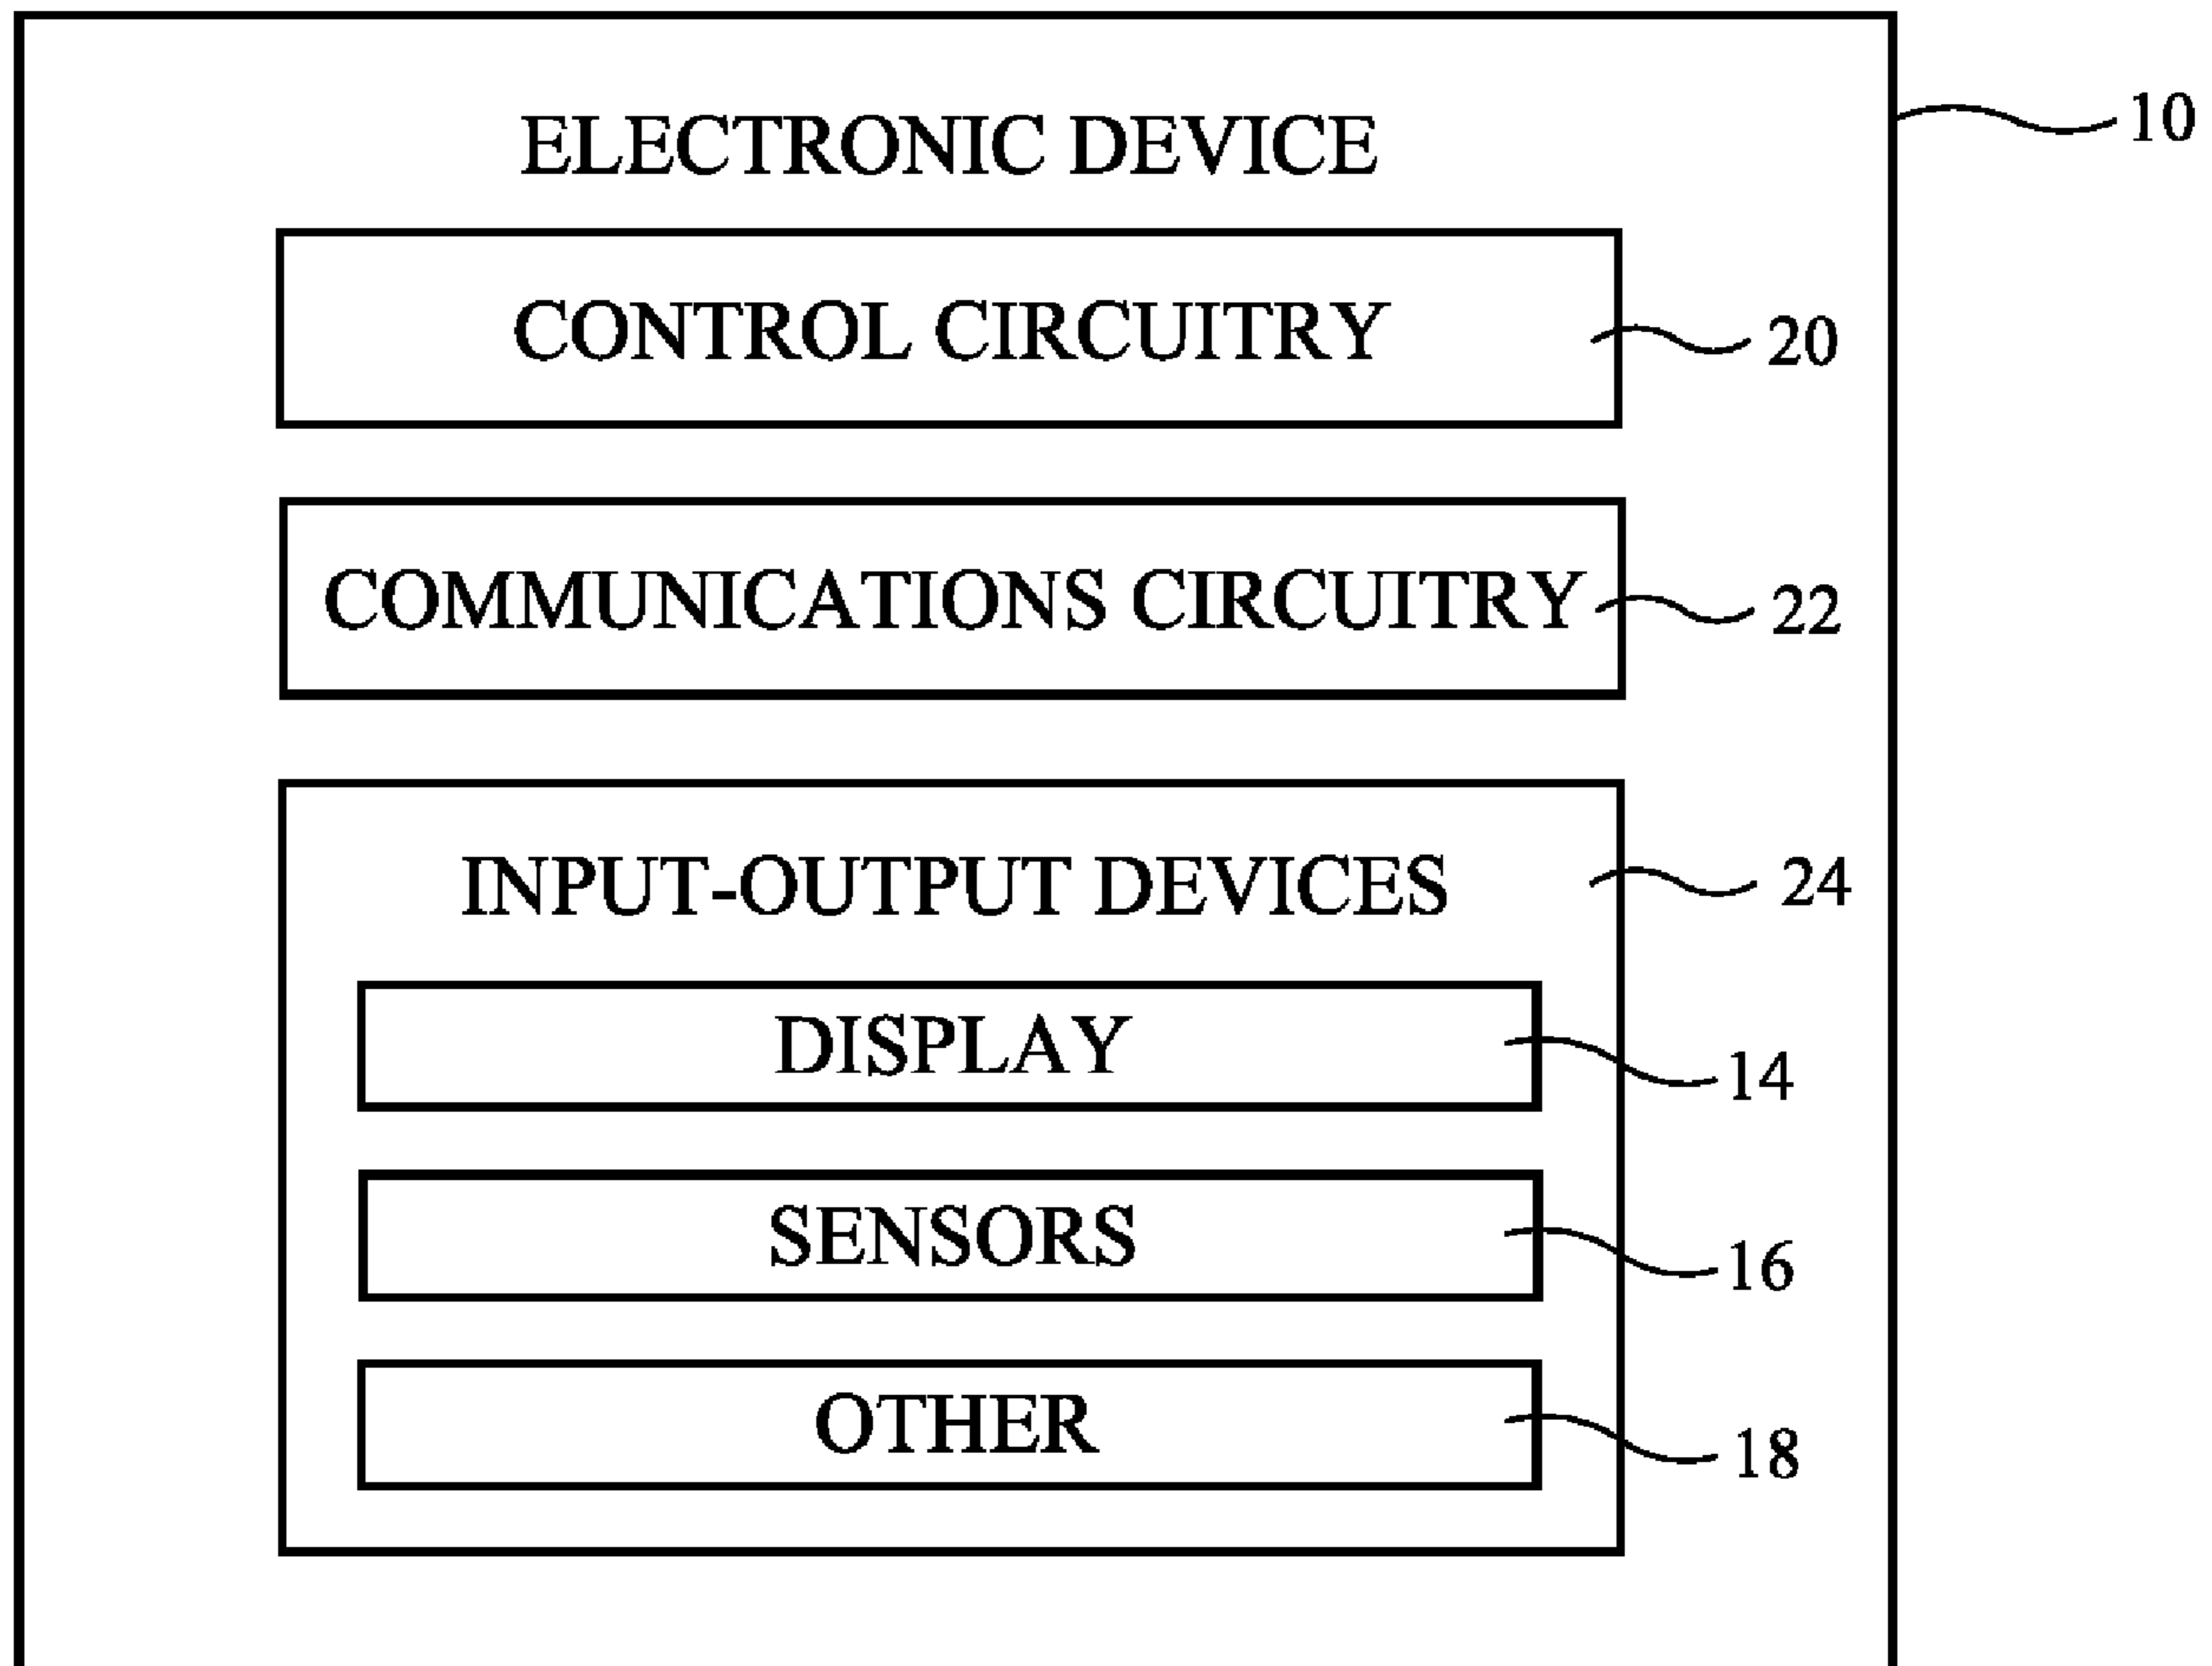 ELECTRONIC DEVICE
10
CONTROL CIRCUITRY
20
COMMUNICATIONS CIRCUITRY
22
INPUT-OUTPUT DEVICES
24
DISPLAY
14
SENSORS
16
OTHER
18